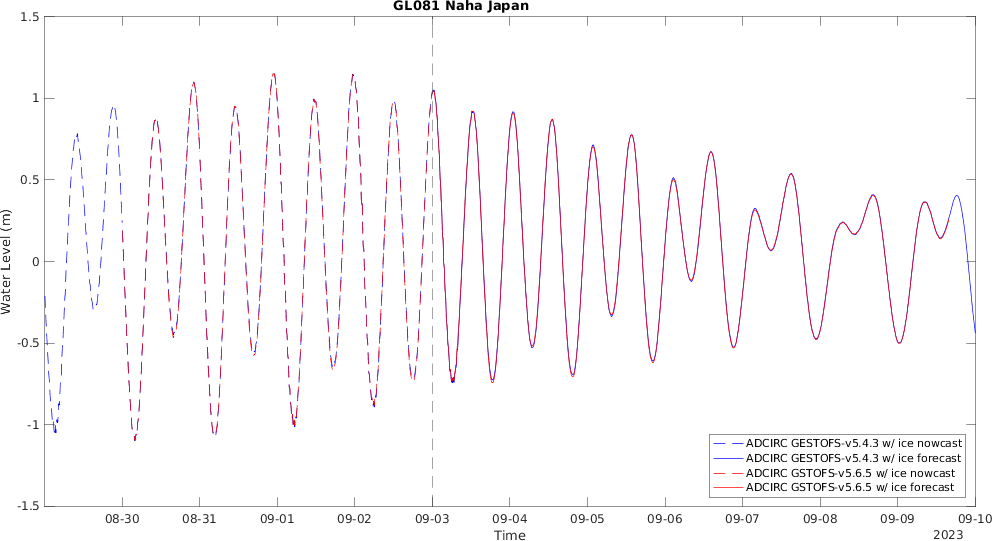 GL081 Naha Japan
1.5
1
0.5
0
-0.5
-1
-1.5
Water Level (m)
08-30 08-31 09-01 09-02 09-03 09-04 09-05 09-06 09-07 09-08 09-09 09-10
Time
2023
ADCIRC GESTOFS-v5.4.3 w/ ice nowcast
ADCIRC GESTOFS-v5.4.3 w/ ice forecast
ADCIRC GSTOFS-v5.6.5 w/ ice nowcast
ADCIRC GSTOFS-v5.6.5 w/ ice forecast